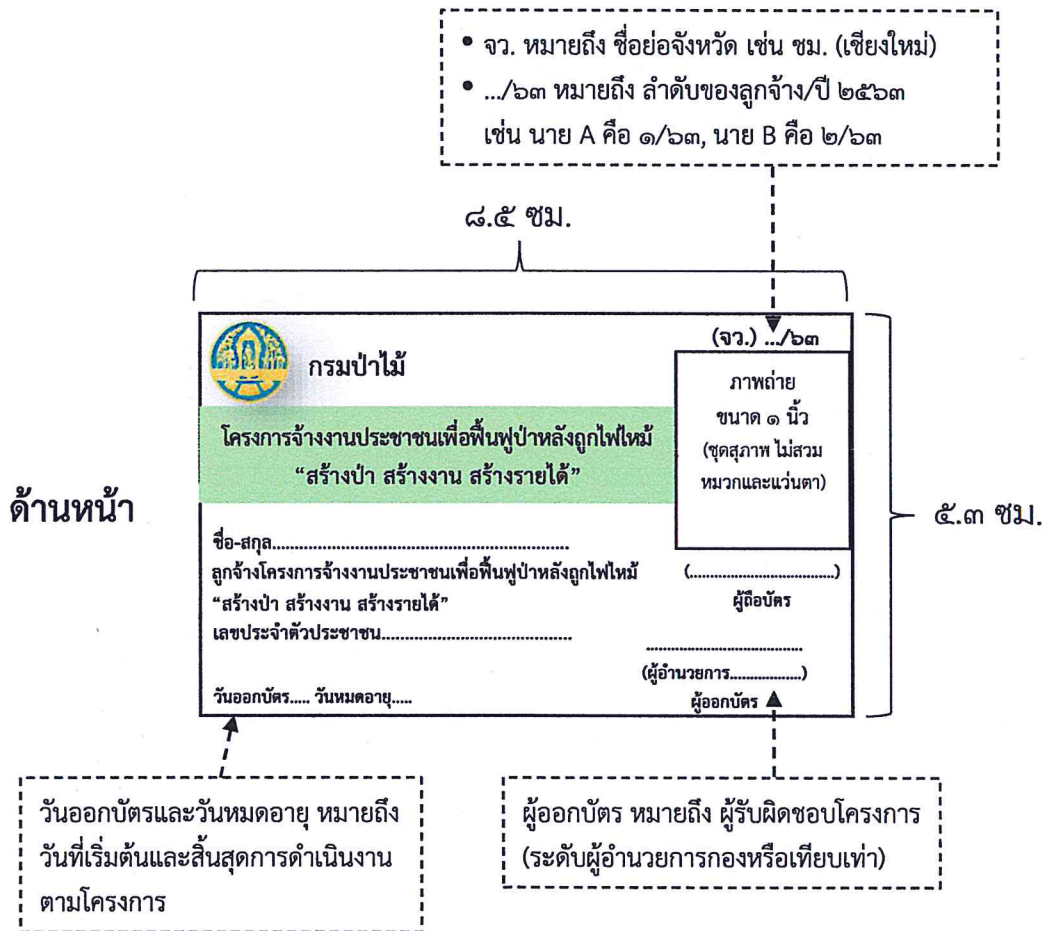 • จว. หมายถึง ชื่อย่อจังหวัด เช่น ชม. (เชียงใหม่)
• .../๖๓ หมายถึง ลำดับของลูกจ้าง/ปี ๒๕๖๓
เช่น นาย A คือ ๑/๖๓, นาย B คือ ๒/๖๓
๘.๕ ซม.
(จว.) .../๖๓
กรมป่าไม้
โครงการจ้างงานประชาชนเพื่อฟื้นฟูป่าหลังถูกไฟไหม้
“สร้างป่า สร้างงาน สร้างรายได้”
ภาพถ่าย
ขนาด ๑ นิ้ว
(ชุดสุภาพ ไม่สวม
หมวกและแว่นตา)
ด้านหน้า
๕.๓ ซม.
ชื่อ-สกุล..........................................................
ลูกจ้างโครงการจ้างงานประชาชนเพื่อฟื้นฟูป่าหลังถูกไฟไหม้
“สร้างป่า สร้างงาน สร้างรายได้”
เลขประจำตัวประชาชน.......................................
(..............................)
ผู้ถือบัตร
................................
(ผู้อำนวยการ..................)
ผู้ออกบัตร
วันออกบัตร..... วันหมดอายุ.....
วันออกบัตรและวันหมดอายุ หมายถึง
วันที่เริ่มต้นและสิ้นสุดการดำเนินงาน
ตามโครงการ
ผู้ออกบัตร หมายถึง ผู้รับผิดชอบโครงการ
(ระดับผู้อำนวยการกองหรือเทียบเท่า)